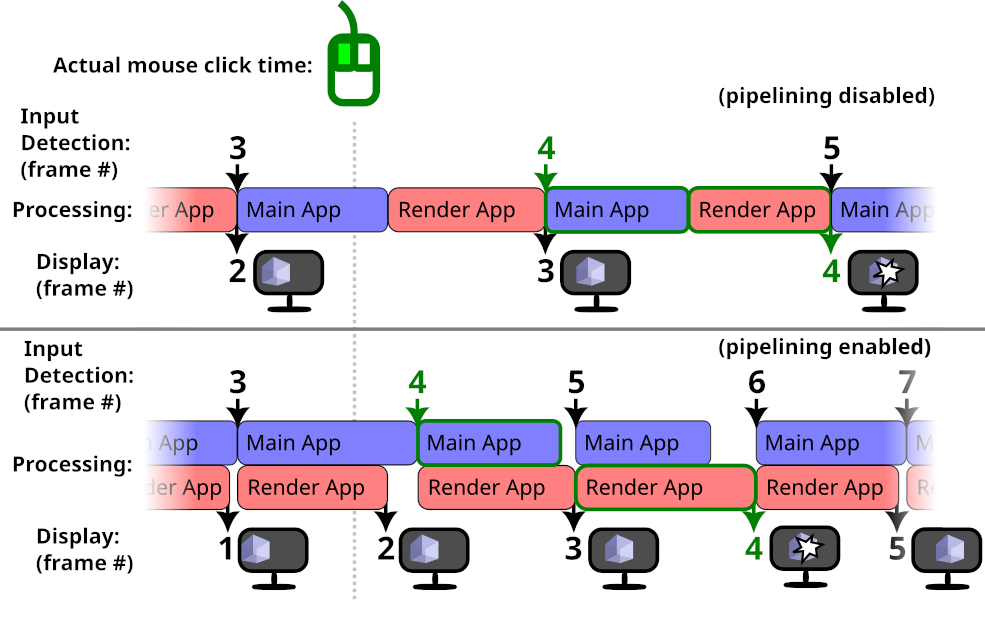 Actual mouse click time:
(pipelining disabled)
Input
Detection:
(frame #)
3 4 5
Processing: er App Main App Render App Main App Render App Main App
Display:
(frame #)
2 3 4
Input
Detection:
(frame #)
(pipelining enabled)
3 4 5 6 7
Processing:
App Main App Main App Main App Main App M
der App Render App Render App Render App Render App Re
Display:
(frame #)
1 2 3 4 5